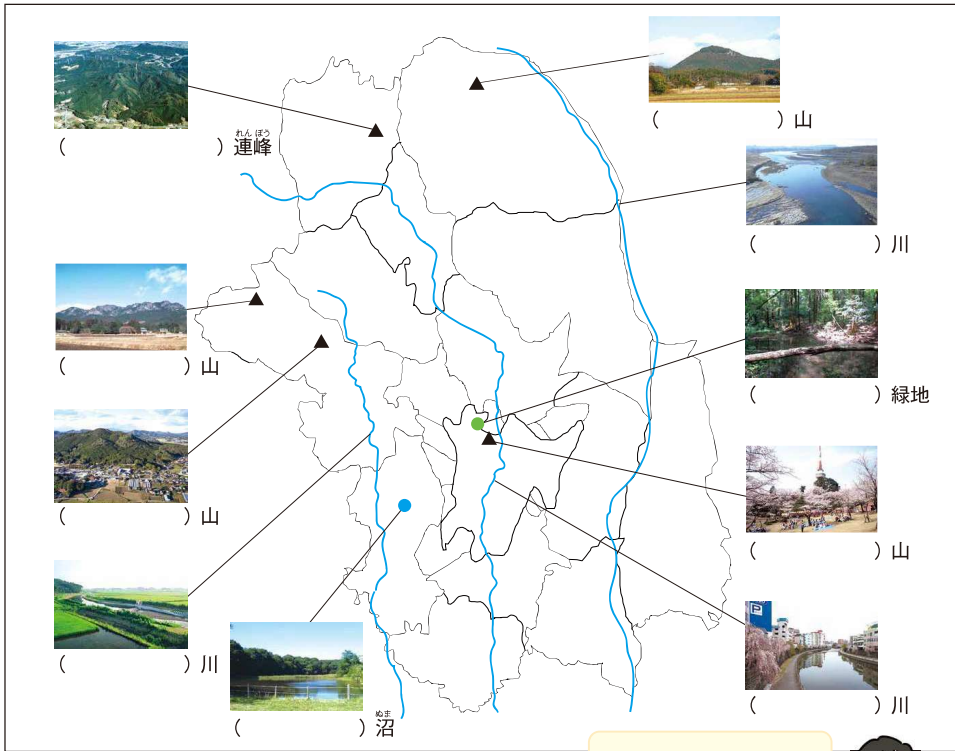 (　　　　　　　　)連峰
れんぽう
(　　　　　　　　)山
(　　　　　　　　)川
(　　　　　　　　)山
(　　　　　　　　)緑地
(　　　　　　　　)山
(　　　　　　　　)山
(　　　　　　　　)川
(　　　　　　　　)沼
ぬま
(　　　　　　　　)川
P